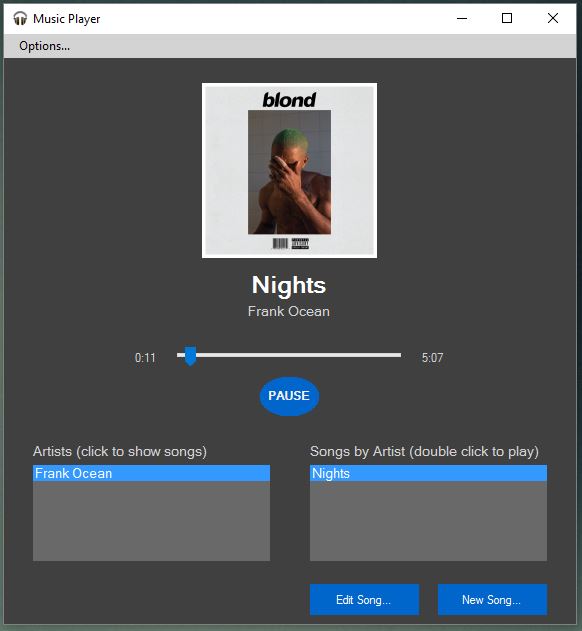 Music Player
Options...
blond
Nights
Frank Ocean
0:11
5:07
PAUSE
Artists (click to show songs)
Songs by Artist (double click to play)
Frank Ocean
Nights
Edit Song...
New Song...